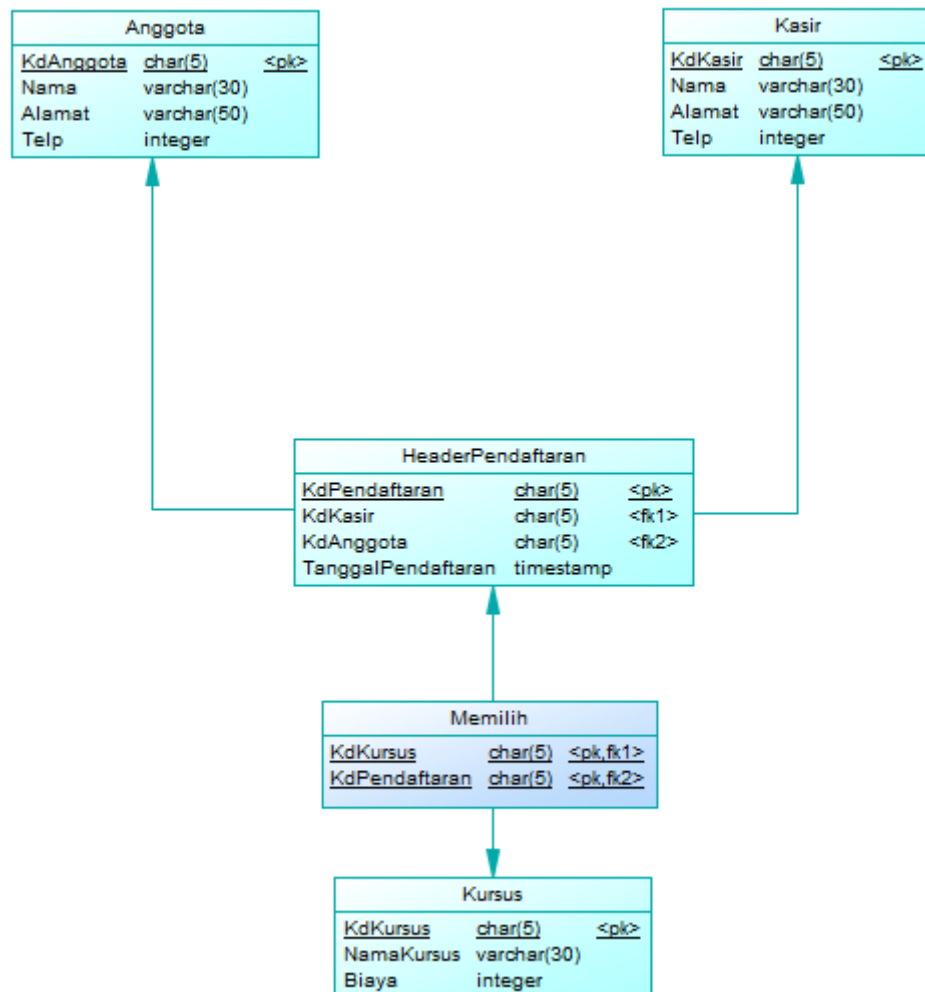 Anggota
KdAnggota char(5) <pk>
Nama varchar(30)
Alamat varchar(50)
Telp integer
Kasir
KdKasir char(5) <pk>
Nama varchar(30)
Alamat varchar(50)
Telp integer
HeaderPendaftaran
KdPendaftaran char(5) <pk>
KdKasir char(5) <fk1>
KdAnggota char(5) <fk2>
TanggalPendaftaran timestamp
Memilih
KdKursus char(5) <pk,fk1>
KdPendaftaran char(5) <pk,fk2>
Kursus
KdKursus char(5) <pk>
NamaKursus varchar(30)
Biaya integer